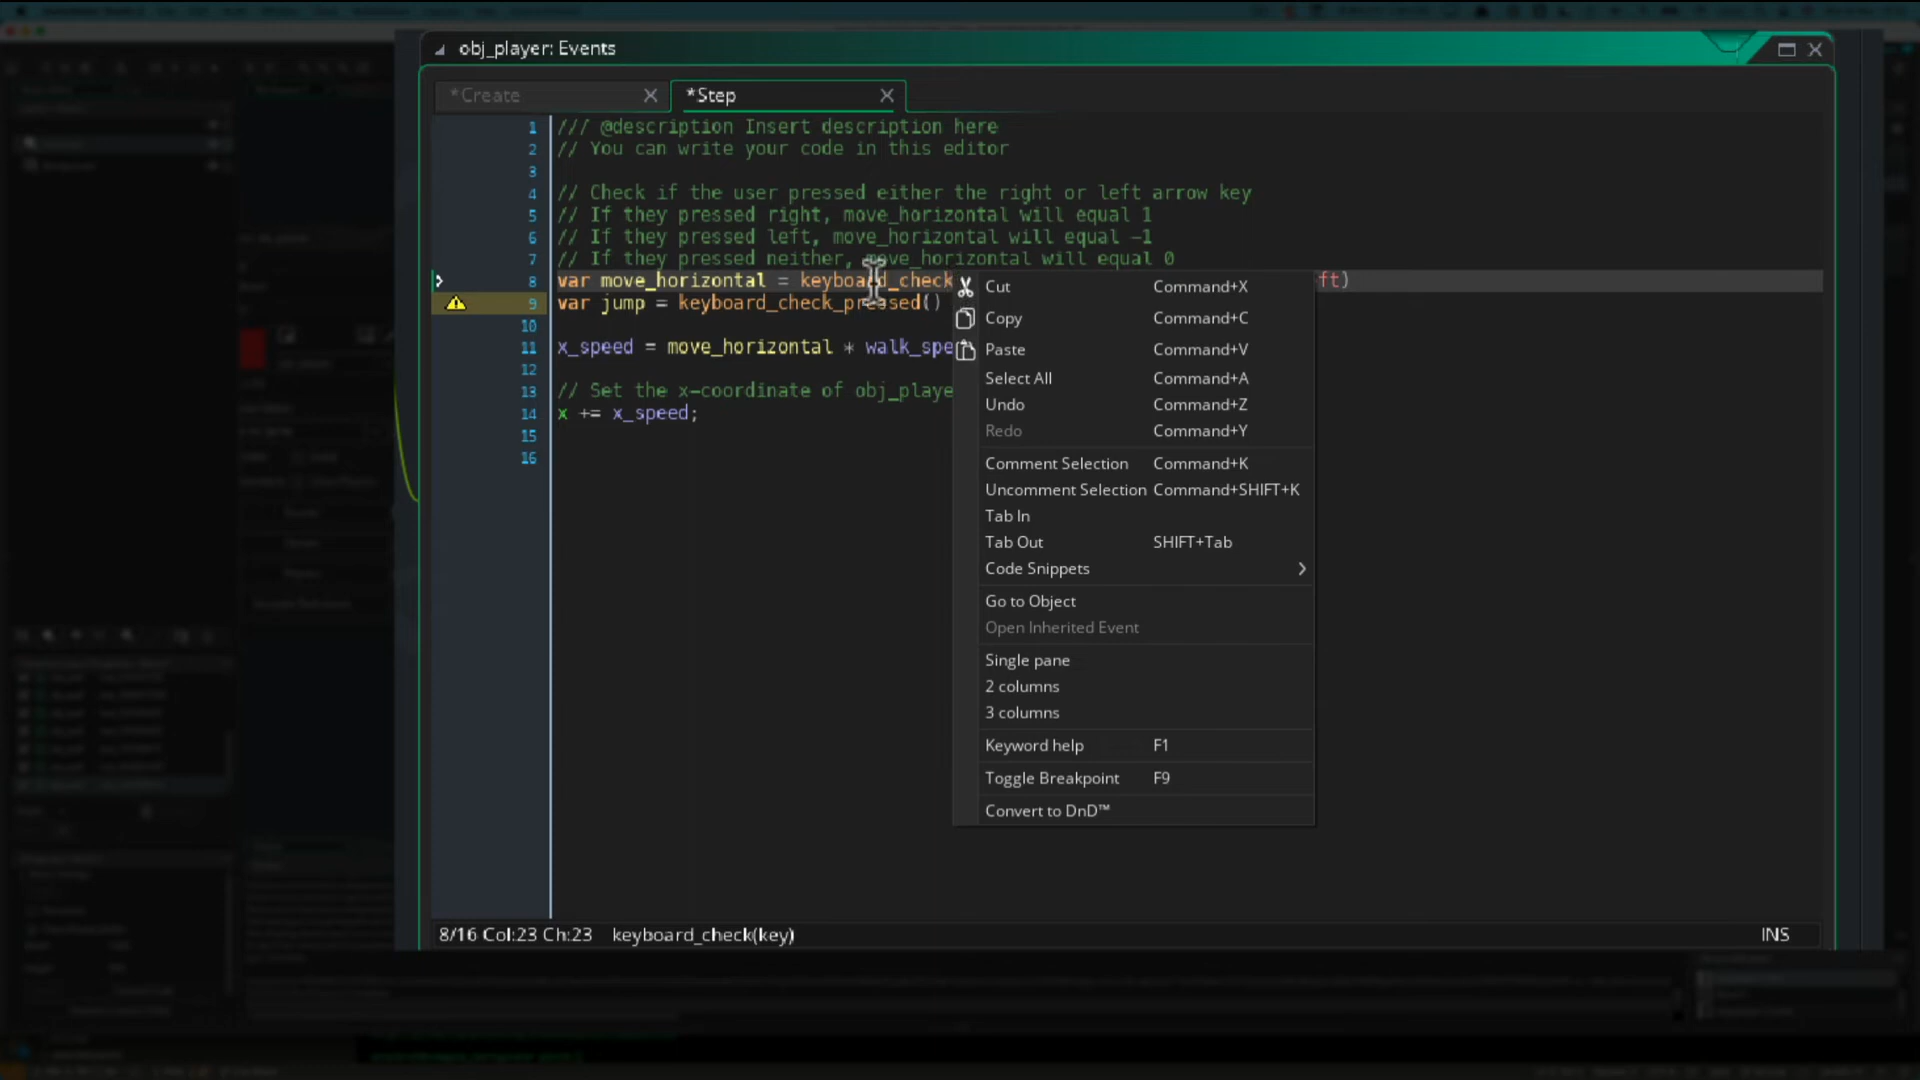 obj_player: Events
*Create
*Step
1 /// @description Insert description here
2 // You can write your code in this editor
3
4 // Check if the user pressed either the right or left arrow key
5 // If they pressed right, move_horizontal will equal 1
6 // If they pressed left, move_horizontal will equal -1
7 // If they pressed neither, move_horizontal will equal 0
8 var move_horizontal = keyboard_check ft)
9 var jump = keyboard_check_pressed()
10
11 x_speed = move_horizontal * walk_spe
12
13 // Set the x-coordinate of obj_playe
14 x += x_speed;
15
16
Cut Command+X
Copy Command+C
Paste Command+V
Select All Command+A
Undo Command+Z
Redo Command+Y
Comment Selection Command+K
Uncomment Selection Command+SHIFT+K
Tab In
Tab Out SHIFT+Tab
Code Snippets
Go to Object
Open Inherited Event
Single pane
2 columns
3 columns
Keyword help F1
Toggle Breakpoint F9
Convert to DnD™
8/16 Col:23 Ch:23 keyboard_check(key) INS